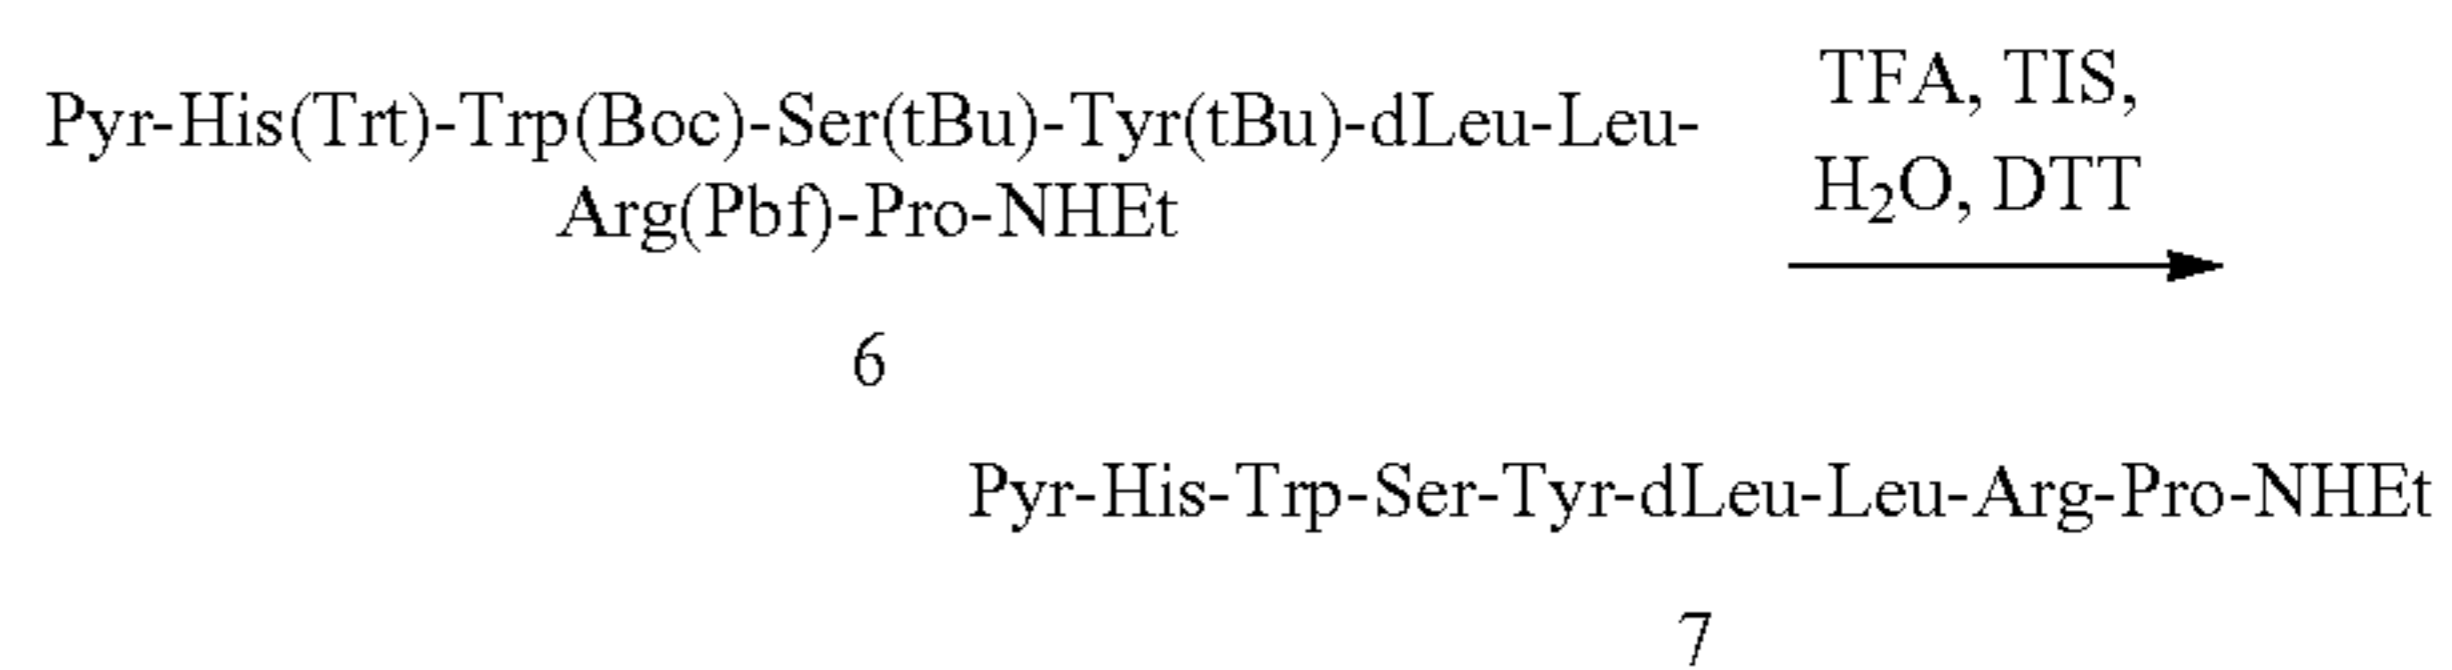 Pyr-His(Trt)-Trp(Boc)-Ser(tBu)-Tyr(tBu)-dLeu-Leu-
Arg(Pbf)-Pro-NHEt
6
TFA, TIS,
H₂O, DTT
Pyr-His-Trp-Ser-Tyr-dLeu-Leu-Arg-Pro-NHEt
7